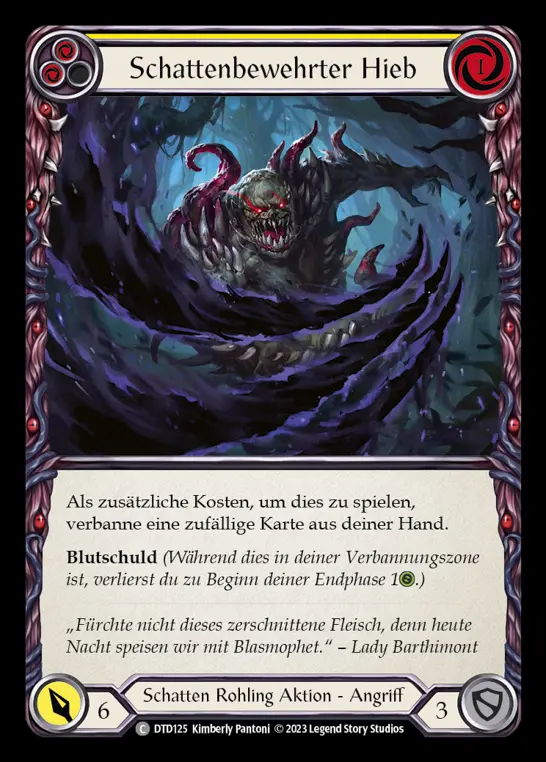 Schattenbewehrter Hieb
I
Als zusätzliche Kosten, um dies zu spielen,
verbanne eine zufällige Karte aus deiner Hand.
Blutschuld (Während dies in deiner Verbannungszone
ist, verlierst du zu Beginn deiner Endphase 1.)
„Fürchte nicht dieses zerschnittene Fleisch, denn heute
Nacht speisen wir mit Blasmophet.“ – Lady Barthimont
6 Schatten Rohling Aktion - Angriff 3
C DTD125 Kimberly Pantoni © 2023 Legend Story Studios